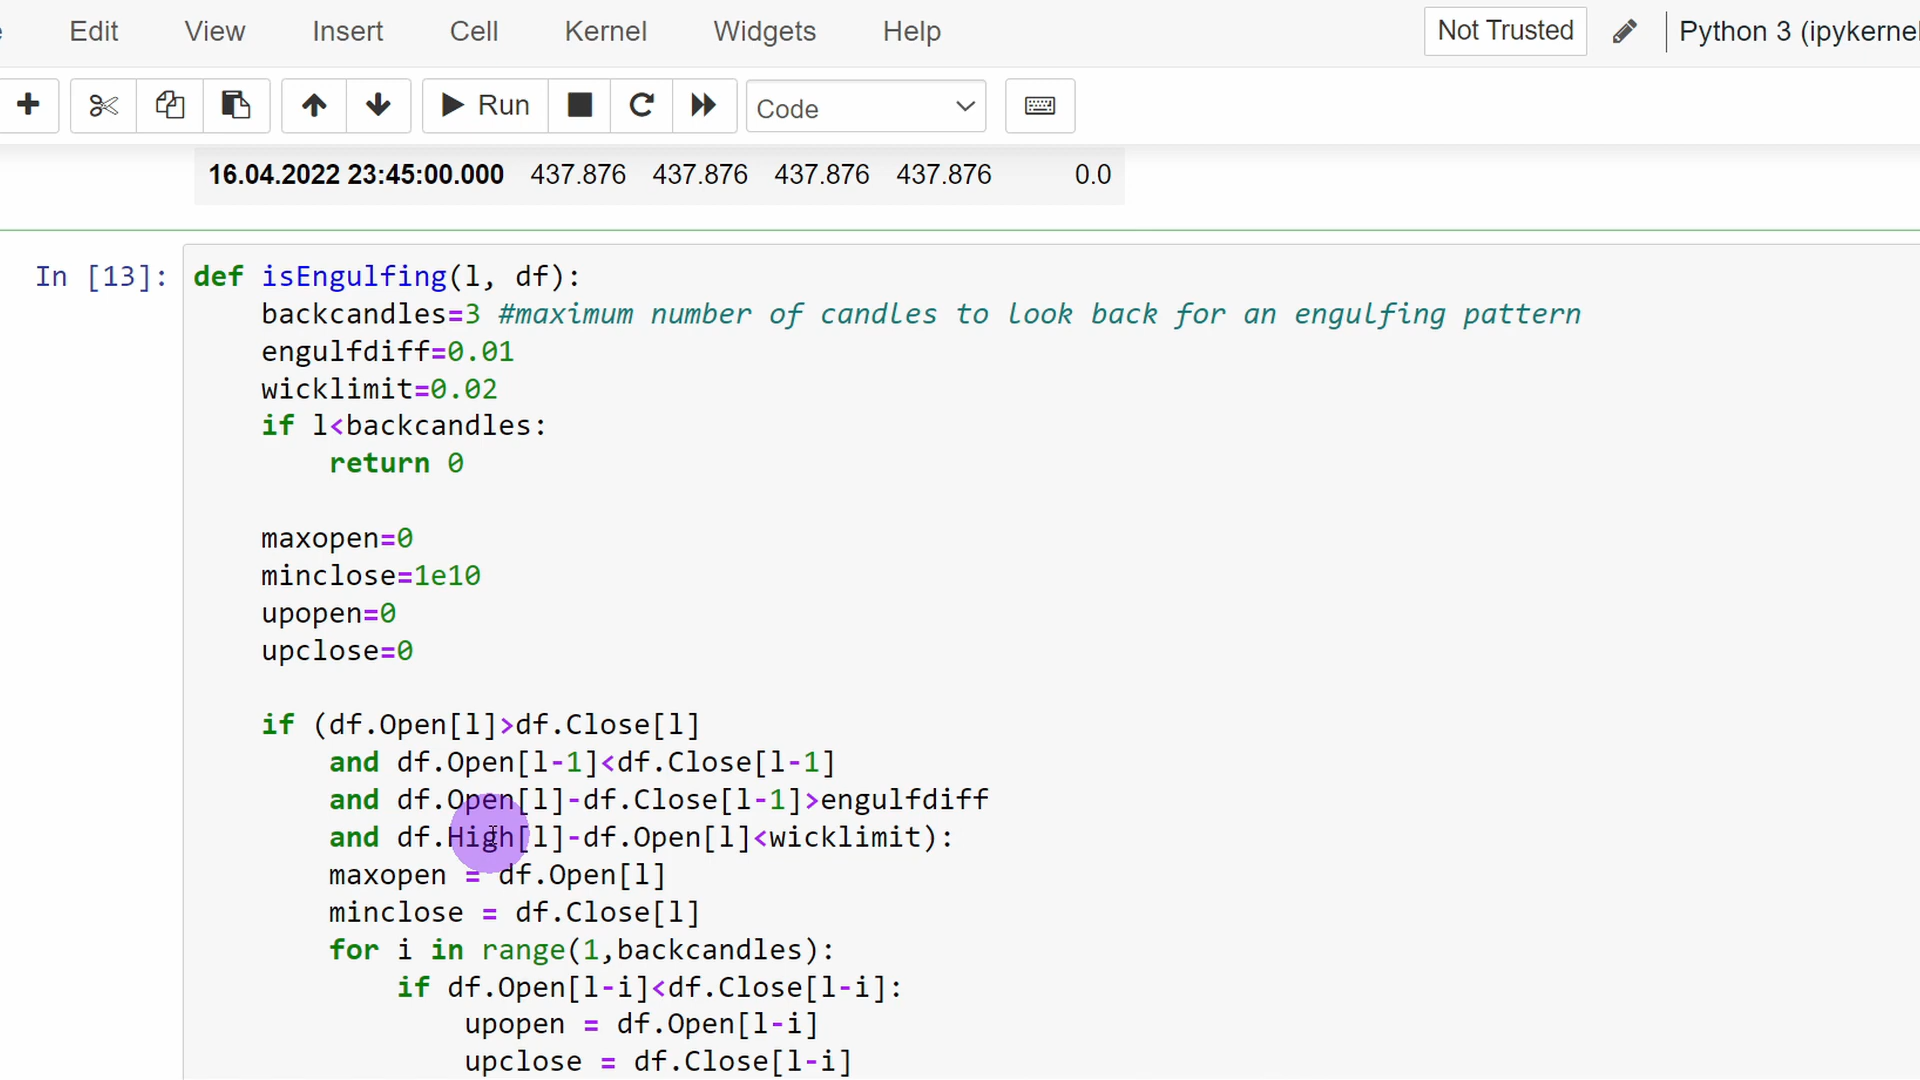 Edit View Insert Cell Kernel Widgets Help Not Trusted Python 3 (ipykernel
Run Code
16.04.2022 23:45:00.000 437.876 437.876 437.876 437.876 0.0
In [13]: def isEngulfing(l, df):
backcandles=3 #maximum number of candles to look back for an engulfing pattern
engulfdiff=0.01
wicklimit=0.02
if l<backcandles:
return 0
maxopen=0
minclose=1e10
upopen=0
upclose=0
if (df.Open[l]>df.Close[l]
and df.Open[l-1]<df.Close[l-1]
and df.Open[l]-df.Close[l-1]>engulfdiff
and df.High[l]-df.Open[l]<wicklimit):
maxopen = df.Open[l]
minclose = df.Close[l]
for i in range(1,backcandles):
if df.Open[l-i]<df.Close[l-i]:
upopen = df.Open[l-i]
upclose = df.Close[l-i]